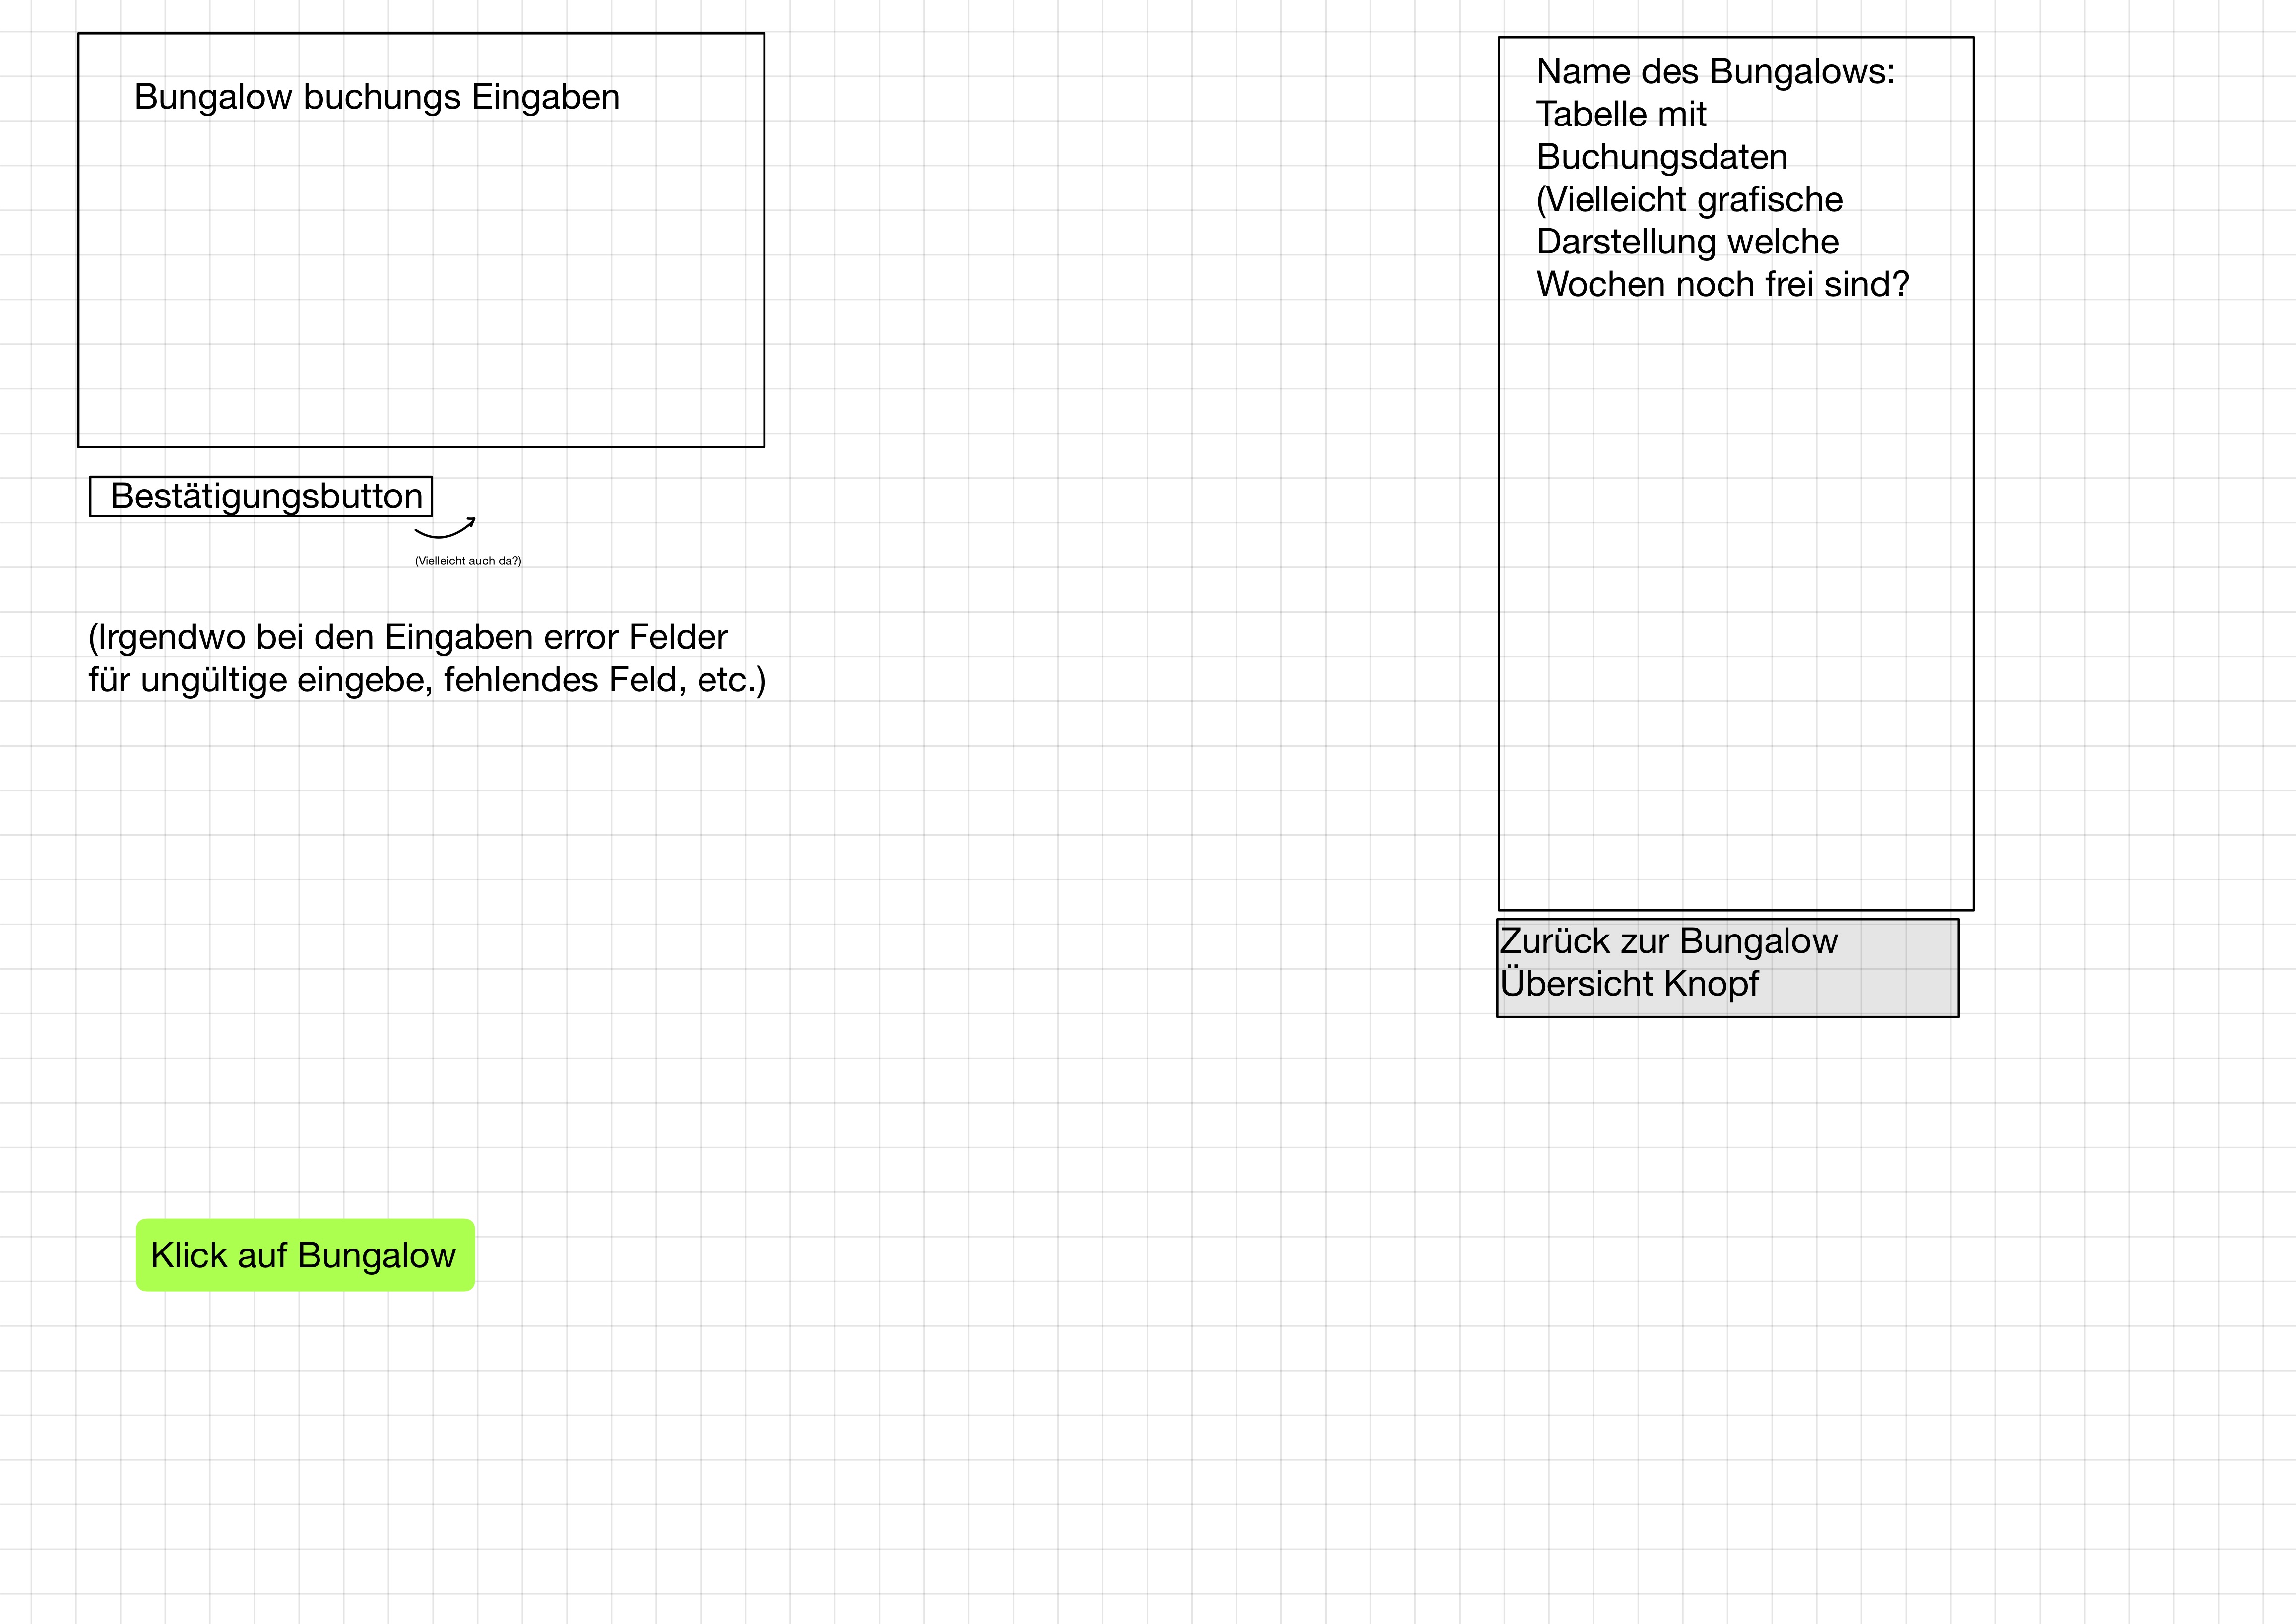 Bungalow buchungs Eingaben
Bestätigungsbutton
(Vielleicht auch da?)
(Irgendwo bei den Eingaben error Felder
für ungültige eingebe, fehlendes Feld, etc.)
Klick auf Bungalow
Name des Bungalows:
Tabelle mit
Buchungsdaten
(Vielleicht grafische
Darstellung welche
Wochen noch frei sind?
Zurück zur Bungalow
Übersicht Knopf